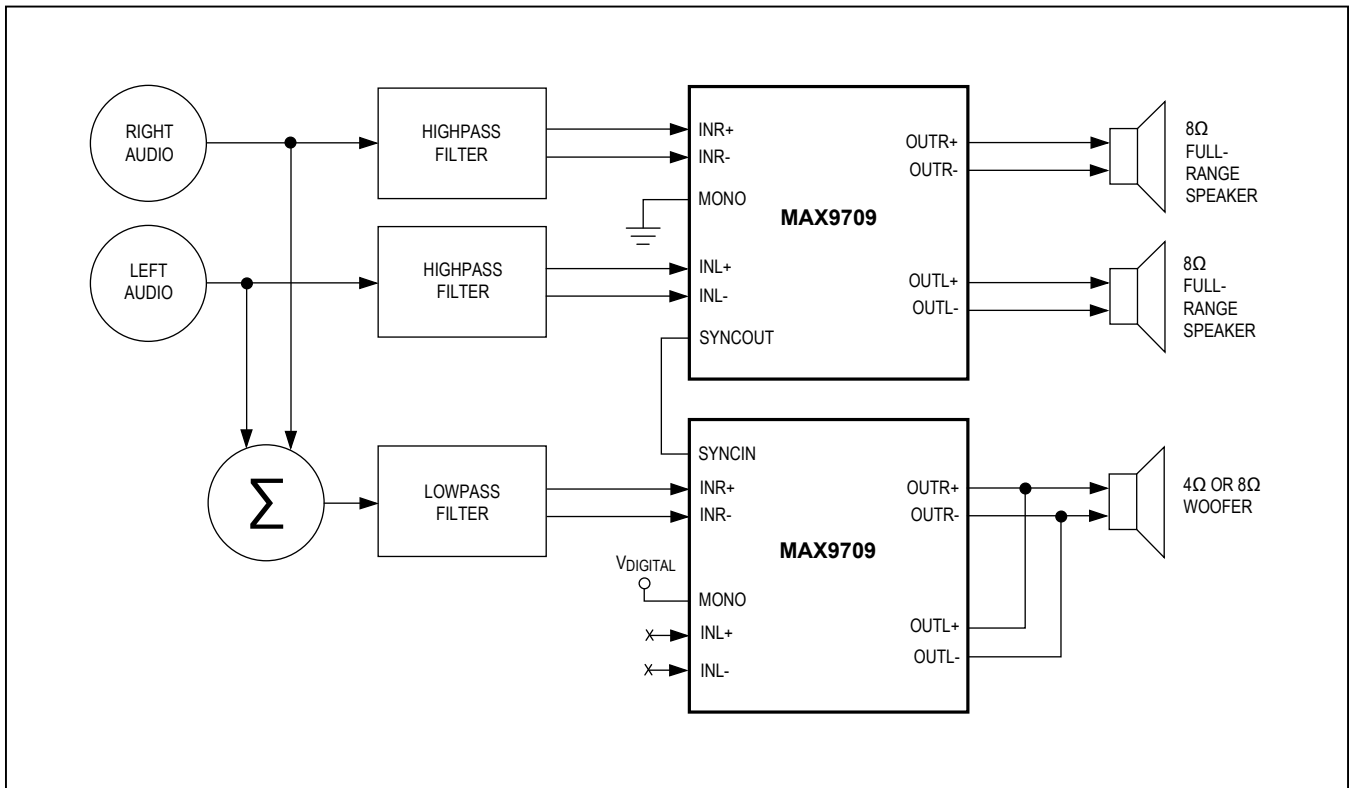 RIGHT
AUDIO
HIGHPASS
FILTER
INR+
INR-
MONO
MAX9709
OUTR+
OUTR-
8Ω
FULL-
RANGE
SPEAKER
LEFT
AUDIO
HIGHPASS
FILTER
INL+
INL-
SYNCOUT
OUTL+
OUTL-
8Ω
FULL-
RANGE
SPEAKER
Σ
LOWPASS
FILTER
SYNCIN
INR+
INR-
VDIGITAL
MONO
INL+
INL-
MAX9709
OUTR+
OUTR-
OUTL+
OUTL-
4Ω OR 8Ω
WOOFER